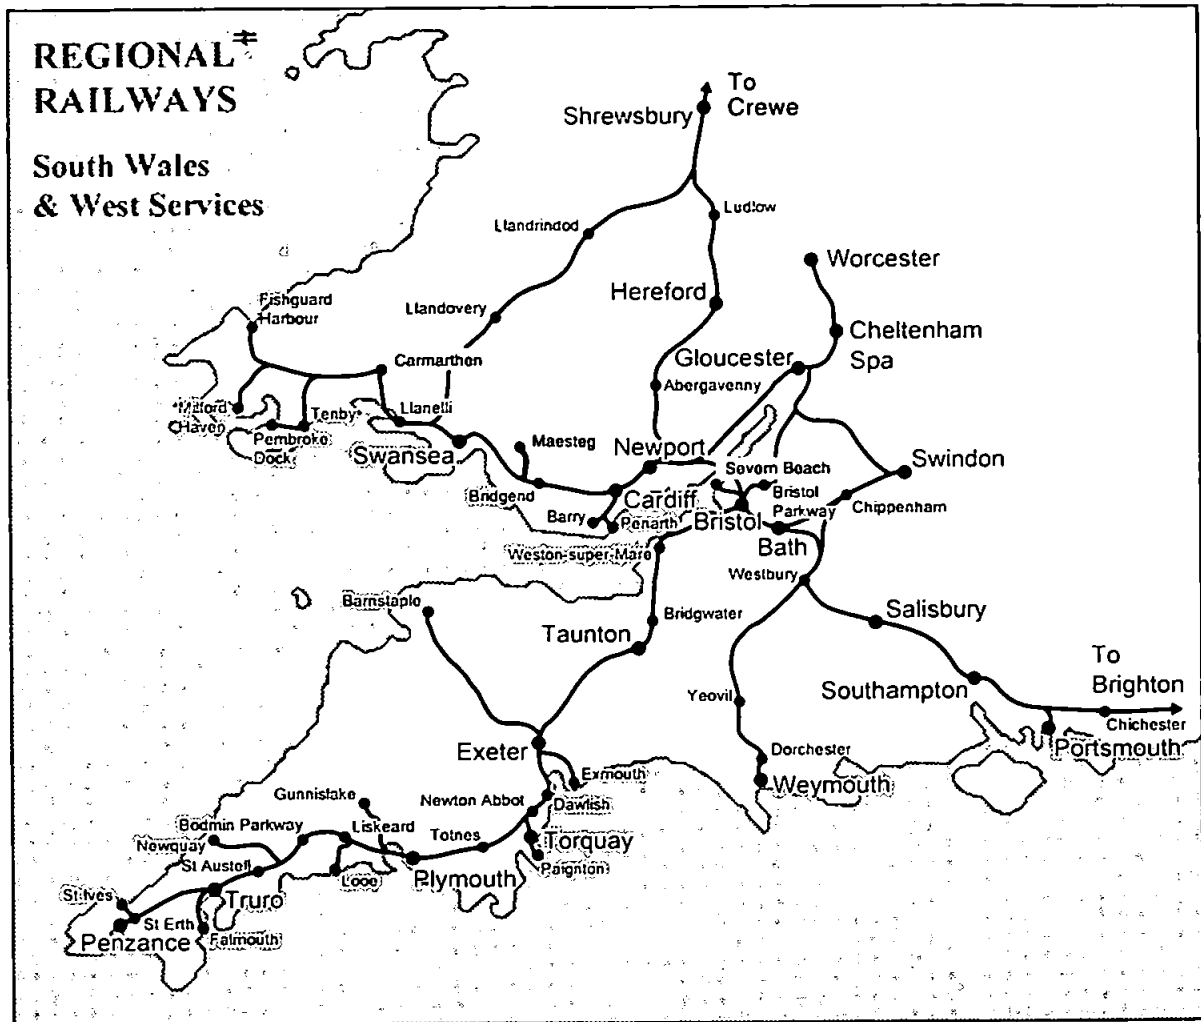 REGIONAL
RAILWAYS
South Wales
& West Services
To
Crewe
Shrewsbury
Ludlow
Llandrindod
Worcester
Hereford
Fishguard
Harbour
Llandovery
Cheltenham
Spa
Gloucester
Carmarthen
Abergavenny
Milford
Haven
Tenby
Llanelli
Pembroke
Dock
Swansea
Maesteg
Newport
Severn Beach
Swindon
Bridgend
Cardiff
Bristol
Parkway
Chippenham
Barry
Penarth
Bristol
Bath
Weston-super-Mare
Westbury
Barnstaple
Bridgwater
Salisbury
Taunton
To
Brighton
Southampton
Yeovil
Chichester
Portsmouth
Exeter
Dorchester
Exmouth
Weymouth
Gunnislake
Newton Abbot
Dawlish
Bodmin Parkway
Liskeard
Totnes
Torquay
Newquay
St Austell
Looe
Plymouth
Paignton
St Ives
Truro
St Erth
Penzance
Falmouth